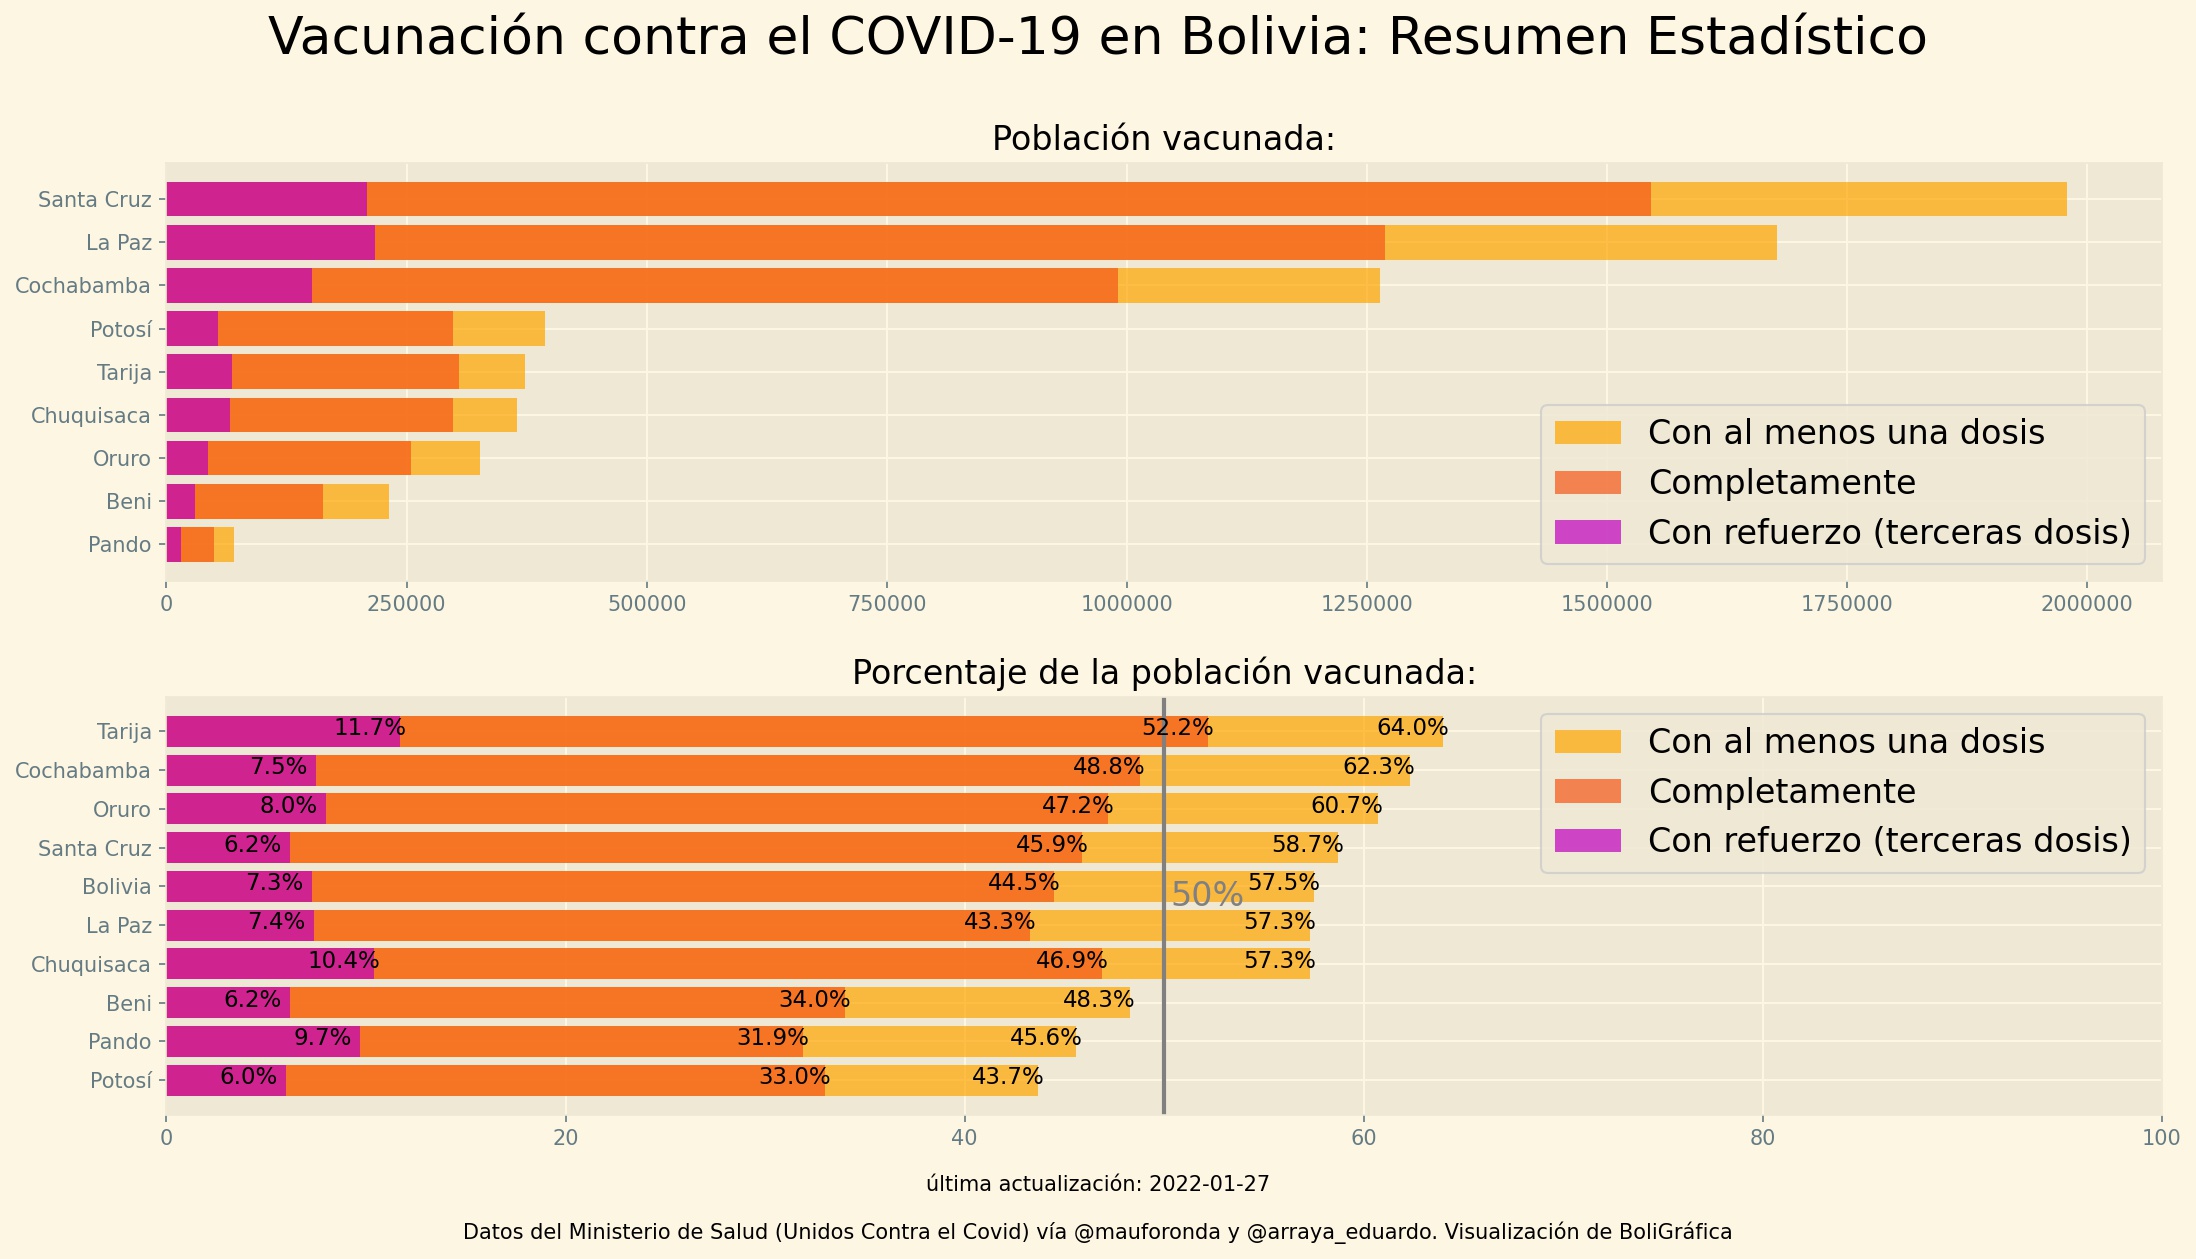 Vacunación contra el COVID-19 en Bolivia: Resumen Estadístico
Población vacunada:
Santa Cruz
La Paz
Cochabamba
Potosí
Tarija
Chuquisaca
Oruro
Beni
Pando
Con al menos una dosis
Completamente
Con refuerzo (terceras dosis)
0 250000 500000 750000 1000000 1250000 1500000 1750000 2000000
Porcentaje de la población vacunada:
Tarija 11.7% 52.2% 64.0%
Cochabamba 7.5% 48.8% 62.3%
Oruro 8.0% 47.2% 60.7%
Santa Cruz 6.2% 45.9% 58.7%
Bolivia 7.3% 44.5% 57.5%
50%
La Paz 7.4% 43.3% 57.3%
Chuquisaca 10.4% 46.9% 57.3%
Beni 6.2% 34.0% 48.3%
Pando 9.7% 31.9% 45.6%
Potosí 6.0% 33.0% 43.7%
Con al menos una dosis
Completamente
Con refuerzo (terceras dosis)
0 20 40 60 80 100
última actualización: 2022-01-27
Datos del Ministerio de Salud (Unidos Contra el Covid) vía @mauforonda y @arraya_eduardo. Visualización de BoliGráfica